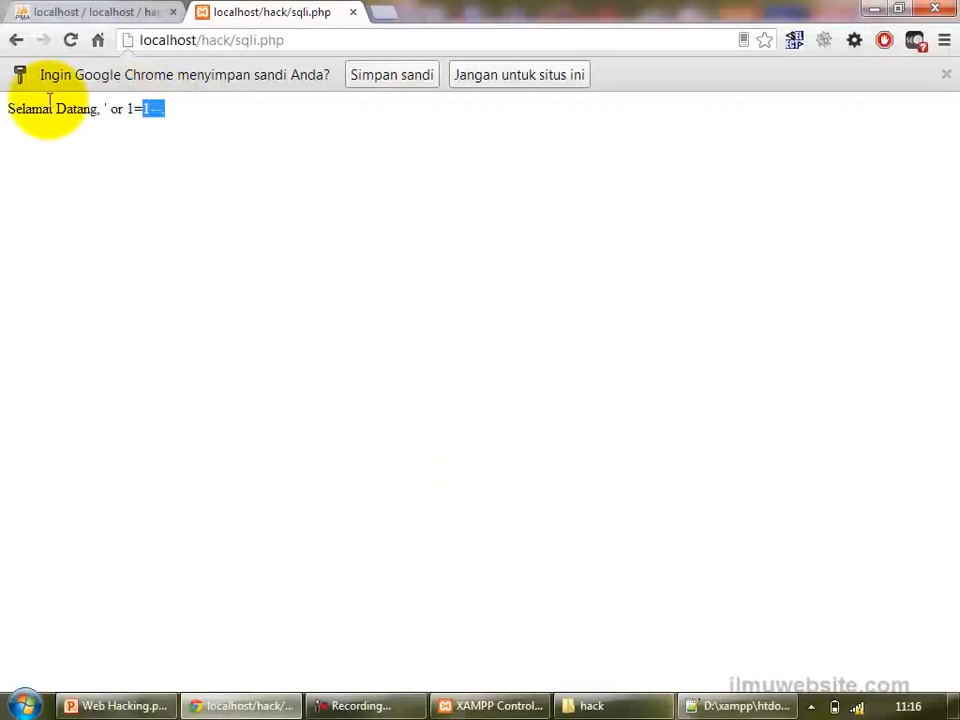 localhost / localhost / hac
localhost/hack/sqli.php
localhost/hack/sqli.php
Ingin Google Chrome menyimpan sandi Anda?
Simpan sandi
Jangan untuk situs ini
Selamat Datang, ' or 1=1--.
ilmuwebsite.com
Web Hacking.p...
localhost/hack/...
Recording...
XAMPP Control...
hack
D:\xampp\htdo...
11:16